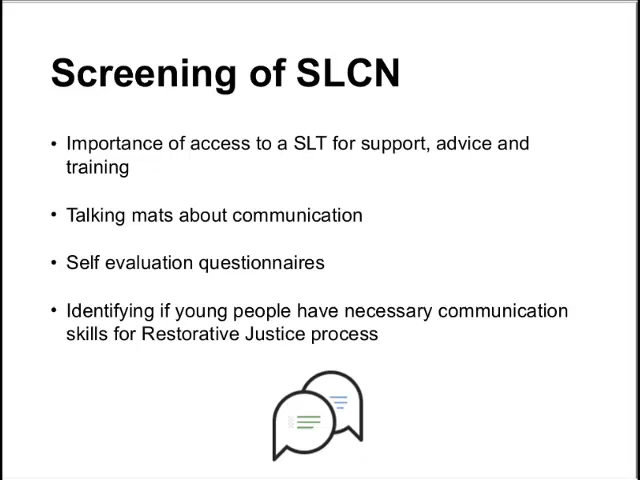 Screening of SLCN
• Importance of access to a SLT for support, advice and
training
• Talking mats about communication
• Self evaluation questionnaires
• Identifying if young people have necessary communication
skills for Restorative Justice process